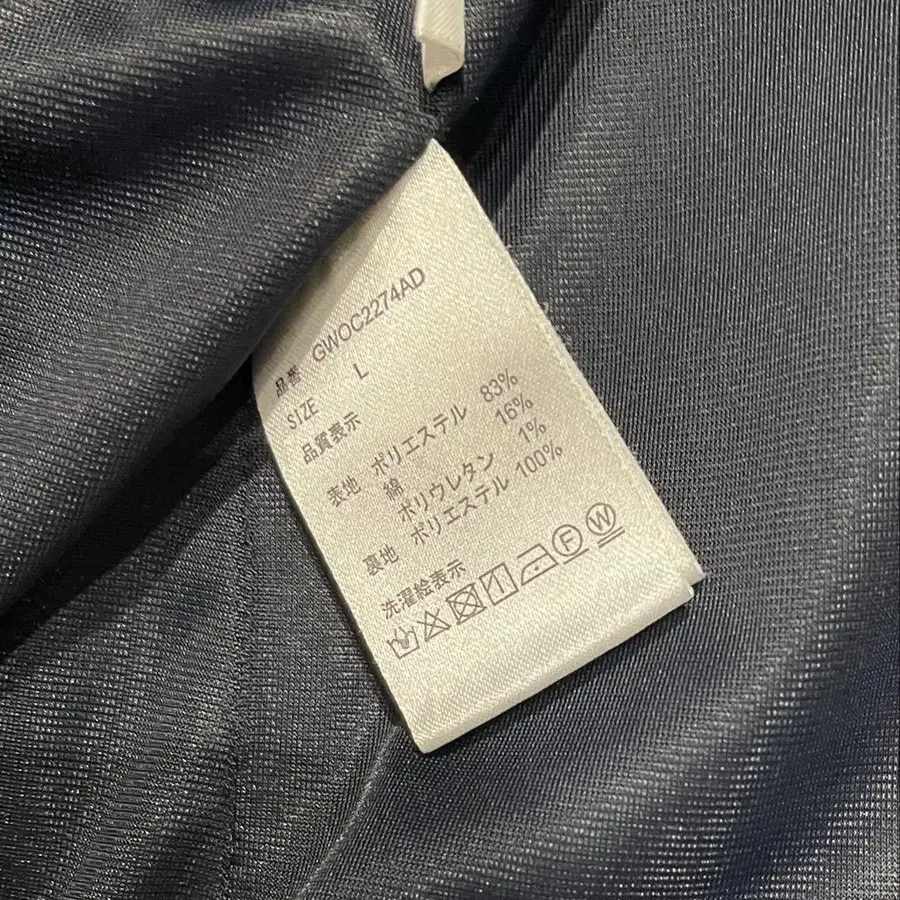 品番 GWOC2274AD
SIZE L
品質表示
表地 ポリエステル 83%
綿 16%
ポリウレタン 1%
裏地 ポリエステル 100%
洗濯絵表示
F W